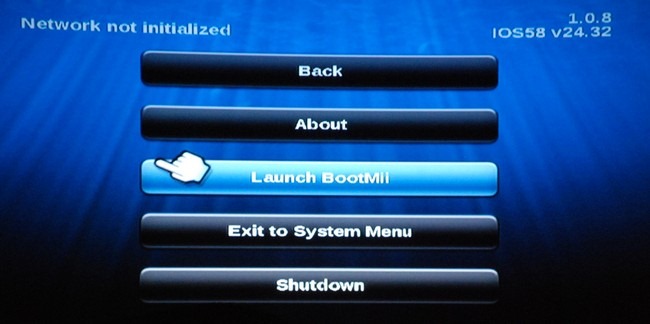 Network not initialized
1.0.8
IOS58 v24.32
Back
About
Launch BootMii
Exit to System Menu
Shutdown